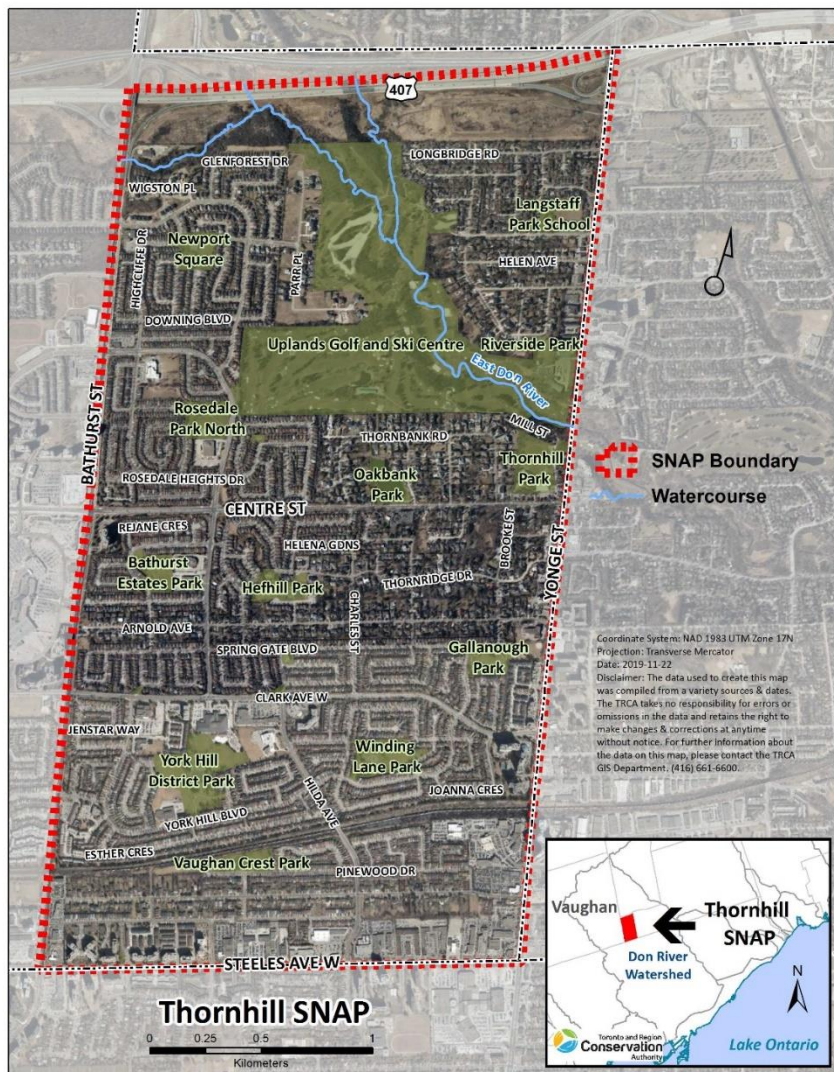 407
GLENFOREST DR
LONGBRIDGE RD
WIGSTON PL
Langstaff
Park School
Newport
Square
HIGHCLIFFE DR
PARR PL
HELEN AVE
DOWNING BLVD
Uplands Golf and Ski Centre
Riverside Park
East Don River
BATHURST ST
Rosedale
Park North
MILL ST
THORNBANK RD
Thornhill
Park
SNAP Boundary
Oakbank
Park
ROSEDALE HEIGHTS DR
Watercourse
CENTRE ST
REJANE CRES
BROOKE ST
YONGE ST
HELENA GDNS
Bathurst
Estates Park
Hefhill Park
THORNRIDGE DR
CHARLES ST
ARNOLD AVE
SPRING GATE BLVD
Gallanough
Park
Coordinate System: NAD 1983 UTM Zone 17N
Projection: Transverse Mercator
Date: 2019-11-22
Disclaimer: The data used to create this map
was compiled from a variety sources & dates.
The TRCA takes no responsibility for errors or
omissions in the data and retains the right to
make changes & corrections at anytime
without notice. For further information about
the data on this map, please contact the TRCA
GIS Department. (416) 661-6600.
CLARK AVE W
JENSTAR WAY
York Hill
District Park
Winding
Lane Park
HILDA AVE
JOANNA CRES
YORK HILL BLVD
ESTHER CRES
Vaughan Crest Park
PINEWOOD DR
STEELES AVE W
Vaughan
Thornhill
SNAP
Don River
Watershed
N
Toronto and Region
Conservation
Authority
Lake Ontario
Thornhill SNAP
0 0.25 0.5 1
Kilometers